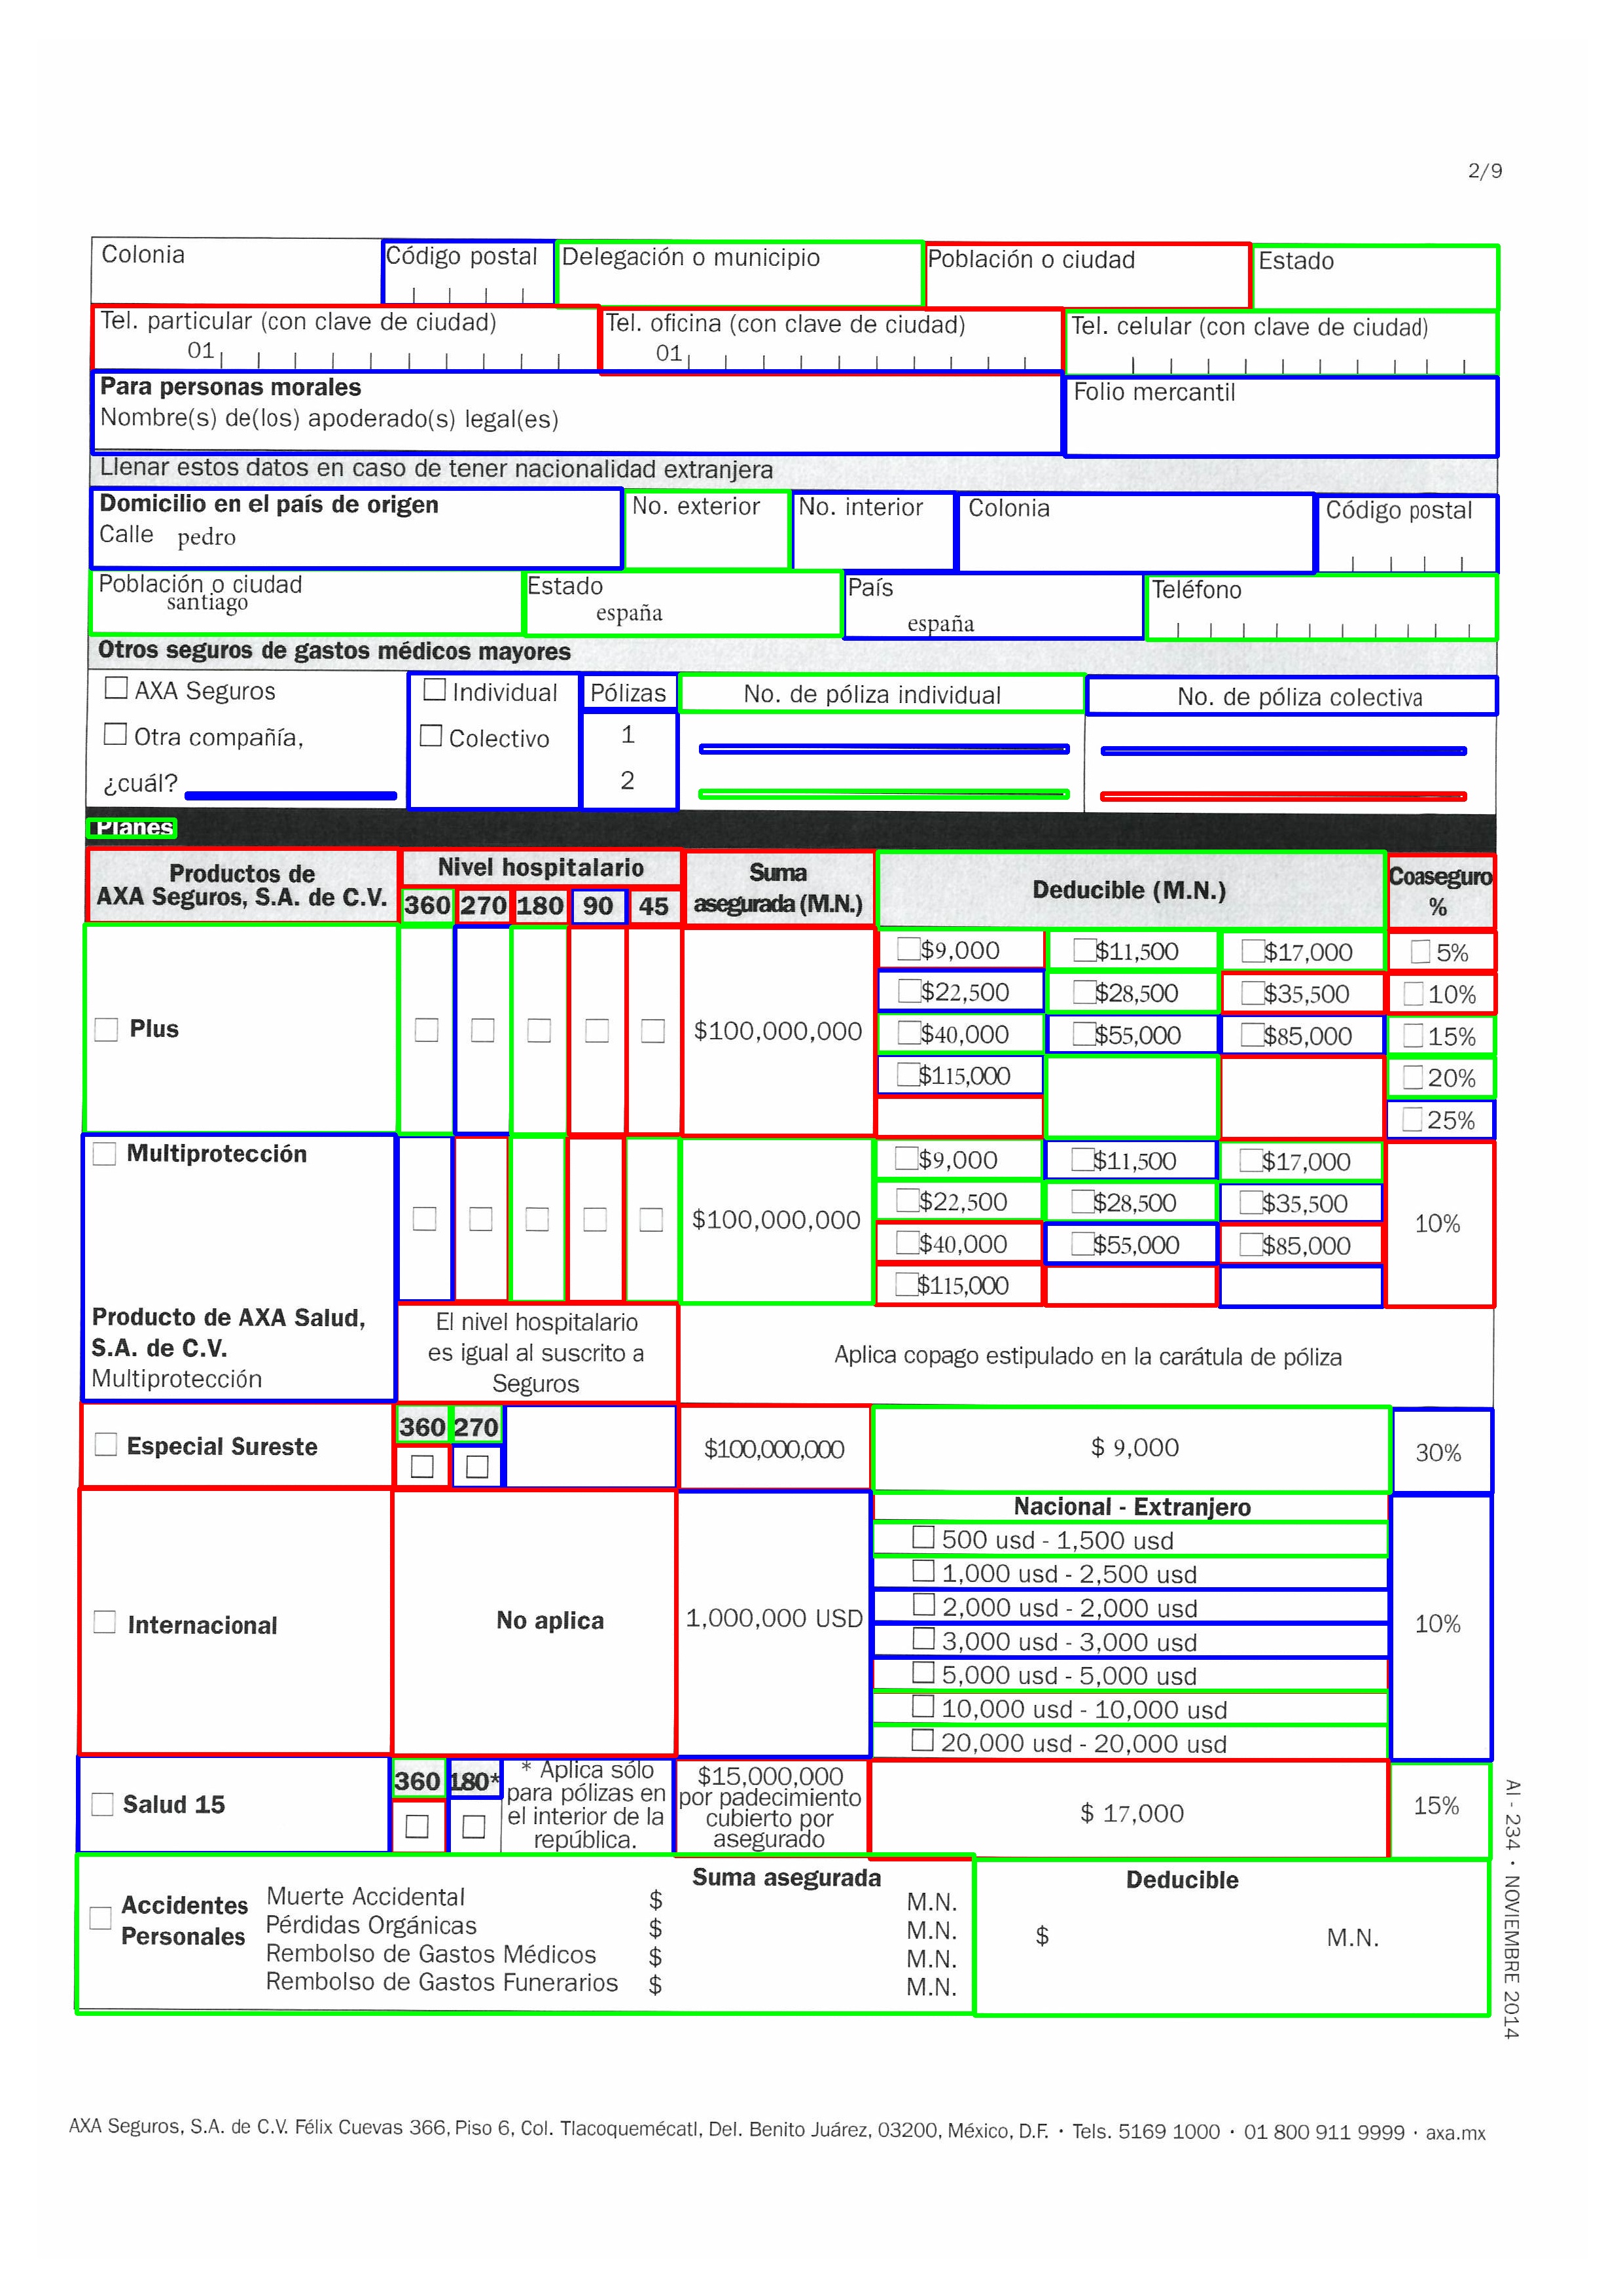 2/9
Colonia Código postal Delegación o municipio Población o ciudad Estado
Tel. particular (con clave de ciudad) Tel. oficina (con clave de ciudad) Tel. celular (con clave de ciudad)
01 01
Para personas morales Folio mercantil
Nombre(s) de(los) apoderado(s) legal(es)
Llenar estos datos en caso de tener nacionalidad extranjera
Domicilio en el país de origen No. exterior No. interior Colonia Código postal
Calle pedro
Población o ciudad Estado País Teléfono
santiago españa españa
Otros seguros de gastos médicos mayores
AXA Seguros Individual Pólizas No. de póliza individual No. de póliza colectiva
Otra compañía, Colectivo 1
¿cuál? 2
Planes
Productos de AXA Seguros, S.A. de C.V. Nivel hospitalario Suma asegurada (M.N.) Deducible (M.N.) Coaseguro %
360 270 180 90 45
$9,000 $11,500 $17,000 5%
$22,500 $28,500 $35,500 10%
Plus $100,000,000 $40,000 $55,000 $85,000 15%
$115,000 20%
25%
Multiprotección $9,000 $11,500 $17,000
$22,500 $28,500 $35,500
$100,000,000 10%
$40,000 $55,000 $85,000
$115,000
Producto de AXA Salud, El nivel hospitalario
S.A. de C.V. es igual al suscrito a Aplica copago estipulado en la carátula de póliza
Multiprotección Seguros
360 270
Especial Sureste $100,000,000 $ 9,000 30%
Nacional - Extranjero
500 usd - 1,500 usd
1,000 usd - 2,500 usd
2,000 usd - 2,000 usd
Internacional No aplica 1,000,000 USD 10%
3,000 usd - 3,000 usd
5,000 usd - 5,000 usd
10,000 usd - 10,000 usd
20,000 usd - 20,000 usd
360 180* * Aplica sólo $15,000,000
Salud 15 para pólizas en por padecimiento $ 17,000 15%
el interior de la cubierto por
república. asegurado
Suma asegurada Deducible
Accidentes Muerte Accidental $ M.N.
Personales Pérdidas Orgánicas $ M.N. $ M.N.
Rembolso de Gastos Médicos $ M.N.
Rembolso de Gastos Funerarios $ M.N.
AI - 234 • NOVIEMBRE 2014
AXA Seguros, S.A. de C.V. Félix Cuevas 366, Piso 6, Col. Tlacoquemécatl, Del. Benito Juárez, 03200, México, D.F. • Tels. 5169 1000 • 01 800 911 9999 • axa.mx